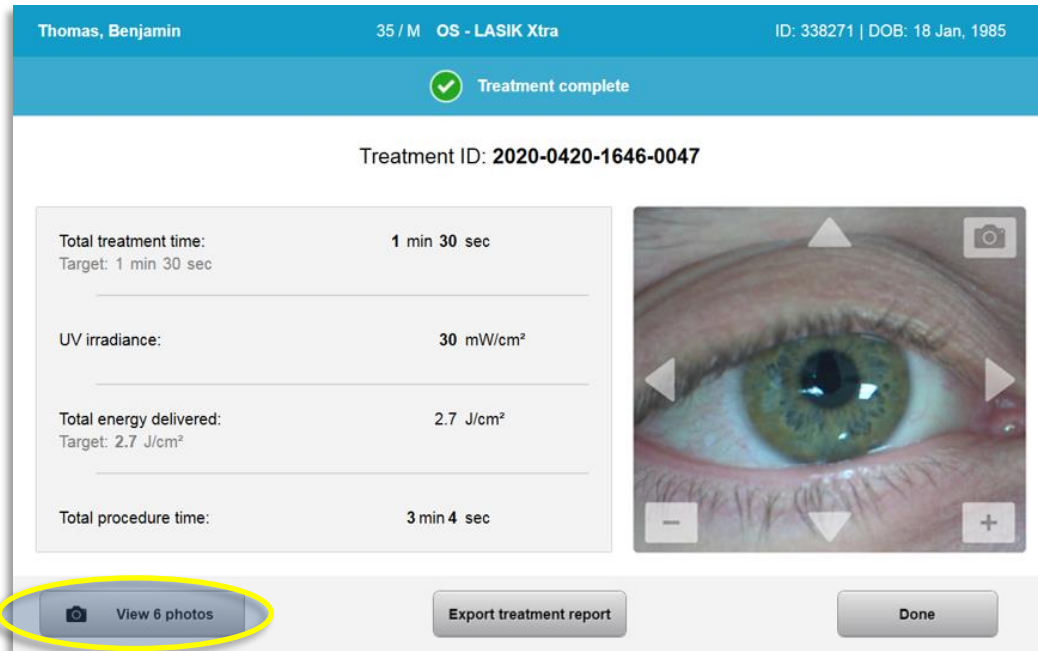 Thomas, Benjamin 35 / M OS - LASIK Xtra ID: 338271 | DOB: 18 Jan, 1985
Treatment complete
Treatment ID: 2020-0420-1646-0047
Total treatment time: 1 min 30 sec
Target: 1 min 30 sec
UV irradiance: 30 mW/cm²
Total energy delivered: 2.7 J/cm²
Target: 2.7 J/cm²
Total procedure time: 3 min 4 sec
View 6 photos Export treatment report Done